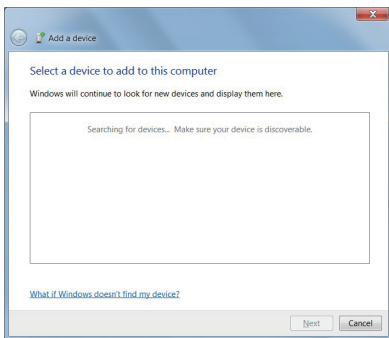 Add a device
Select a device to add to this computer
Windows will continue to look for new devices and display them here.
Searching for devices... Make sure your device is discoverable.
What if Windows doesn't find my device?
Next Cancel